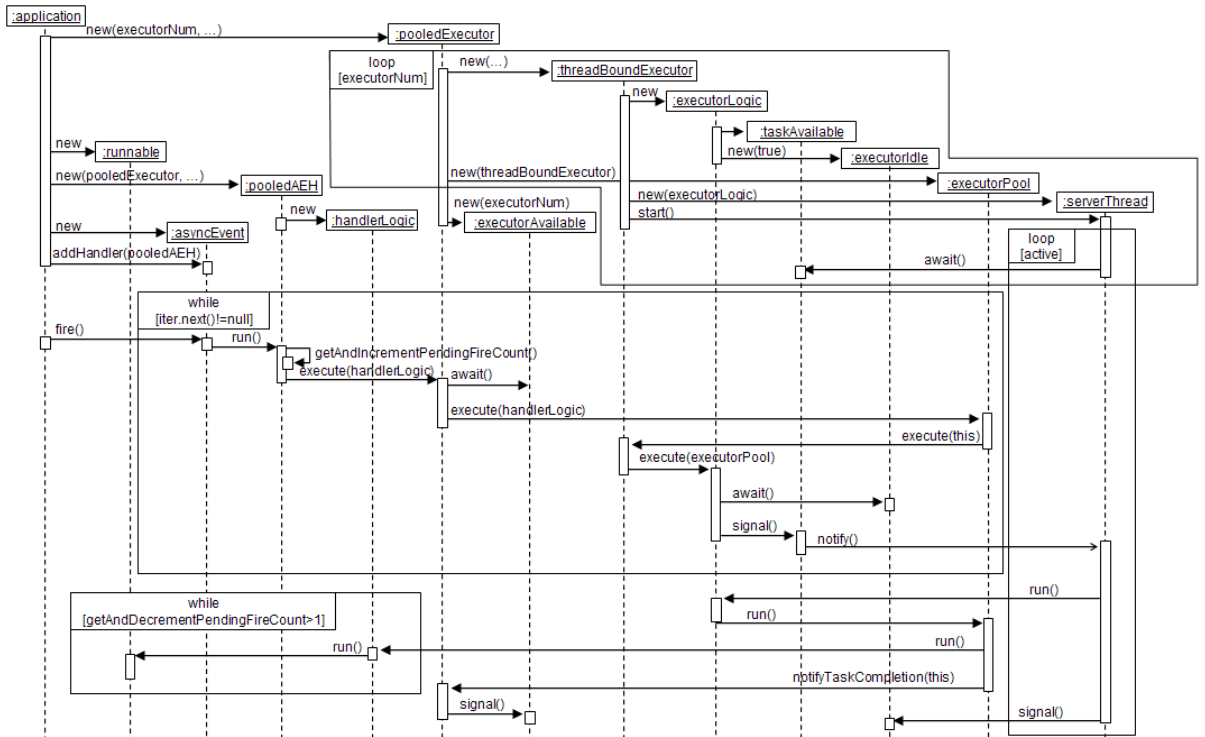 :application
new(executorNum, ...)
:pooledExecutor
loop
[executorNum]
new(...)
:threadBoundExecutor
new
:executorLogic
:taskAvailable
new
:runnable
new(true)
:executorIdle
new(pooledExecutor, ...)
:pooledAEH
new(threadBoundExecutor)
:executorPool
new
:handlerLogic
new(executorNum)
:executorAvailable
new(executorLogic)
:serverThread
start()
new
:asyncEvent
loop
[active]
addHandler(pooledAEH)
await()
while
[iter.next()!=null]
fire()
run()
getAndIncrementPendingFireCount()
execute(handlerLogic)
await()
execute(handlerLogic)
execute(this)
execute(executorPool)
await()
signal()
notify()
run()
while
[getAndDecrementPendingFireCount>1]
run()
run()
run()
notifyTaskCompletion(this)
signal()
signal()